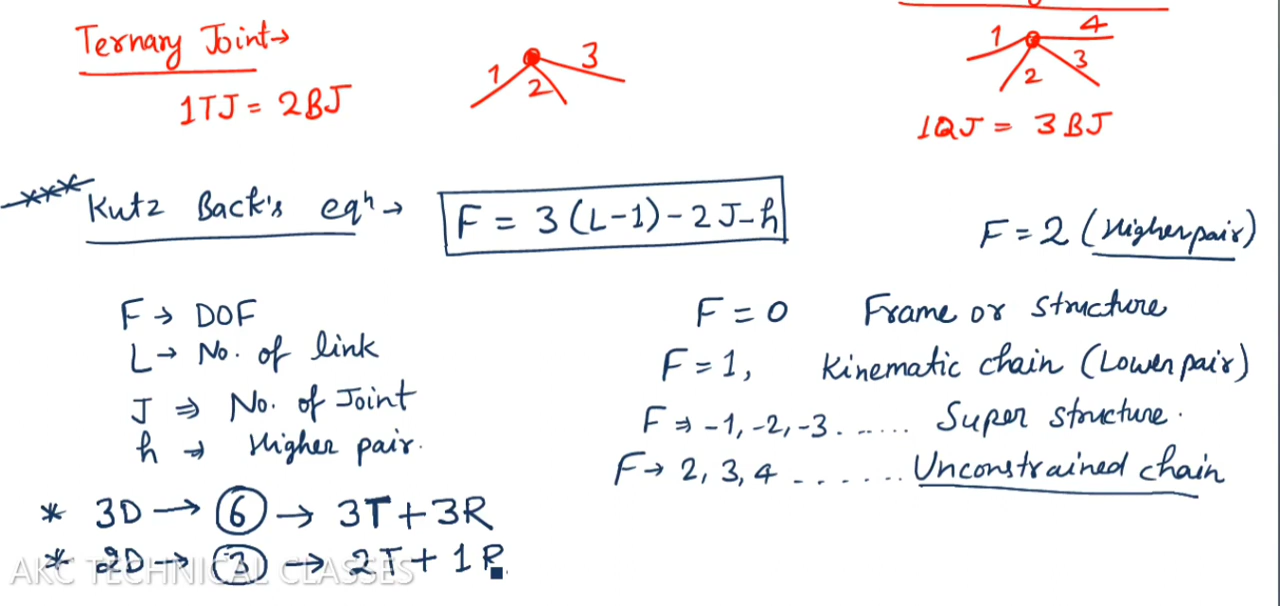 Ternary Joint→
1TJ = 2BJ
1 2 3
1 2 3 4
1QJ = 3BJ
*** Kutz Back's eqⁿ → F = 3(L-1) - 2J - h
F = 2 (Higher pair)
F → DOF
L → No. of link
J ⇒ No. of Joint
h → Higher pair.
F = 0 Frame or structure
F = 1, Kinematic chain (Lower pair)
F ⇒ -1, -2, -3. ..... Super structure.
F → 2, 3, 4 - - ...... Unconstrained chain
* 3D → 6 → 3T + 3R
* 2D → 3 → 2T + 1R
AKC TECHNICAL CLASSES